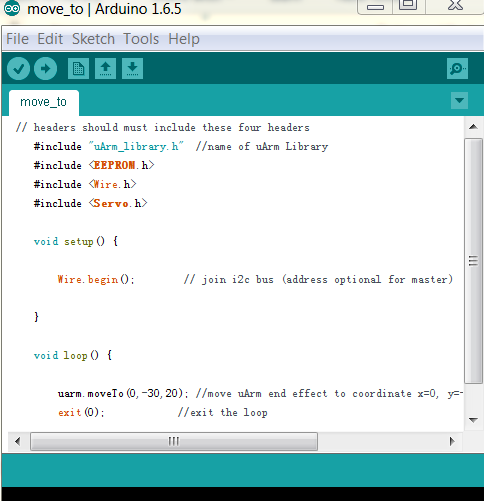 move_to | Arduino 1.6.5
File Edit Sketch Tools Help
move_to
// headers should must include these four headers
#include "uArm_library.h" //name of uArm Library
#include <EEPROM.h>
#include <Wire.h>
#include <Servo.h>
void setup() {
Wire.begin(); // join i2c bus (address optional for master)
}
void loop() {
uarm.moveTo(0,-30,20); //move uArm end effect to coordinate x=0, y=-
exit(0); //exit the loop